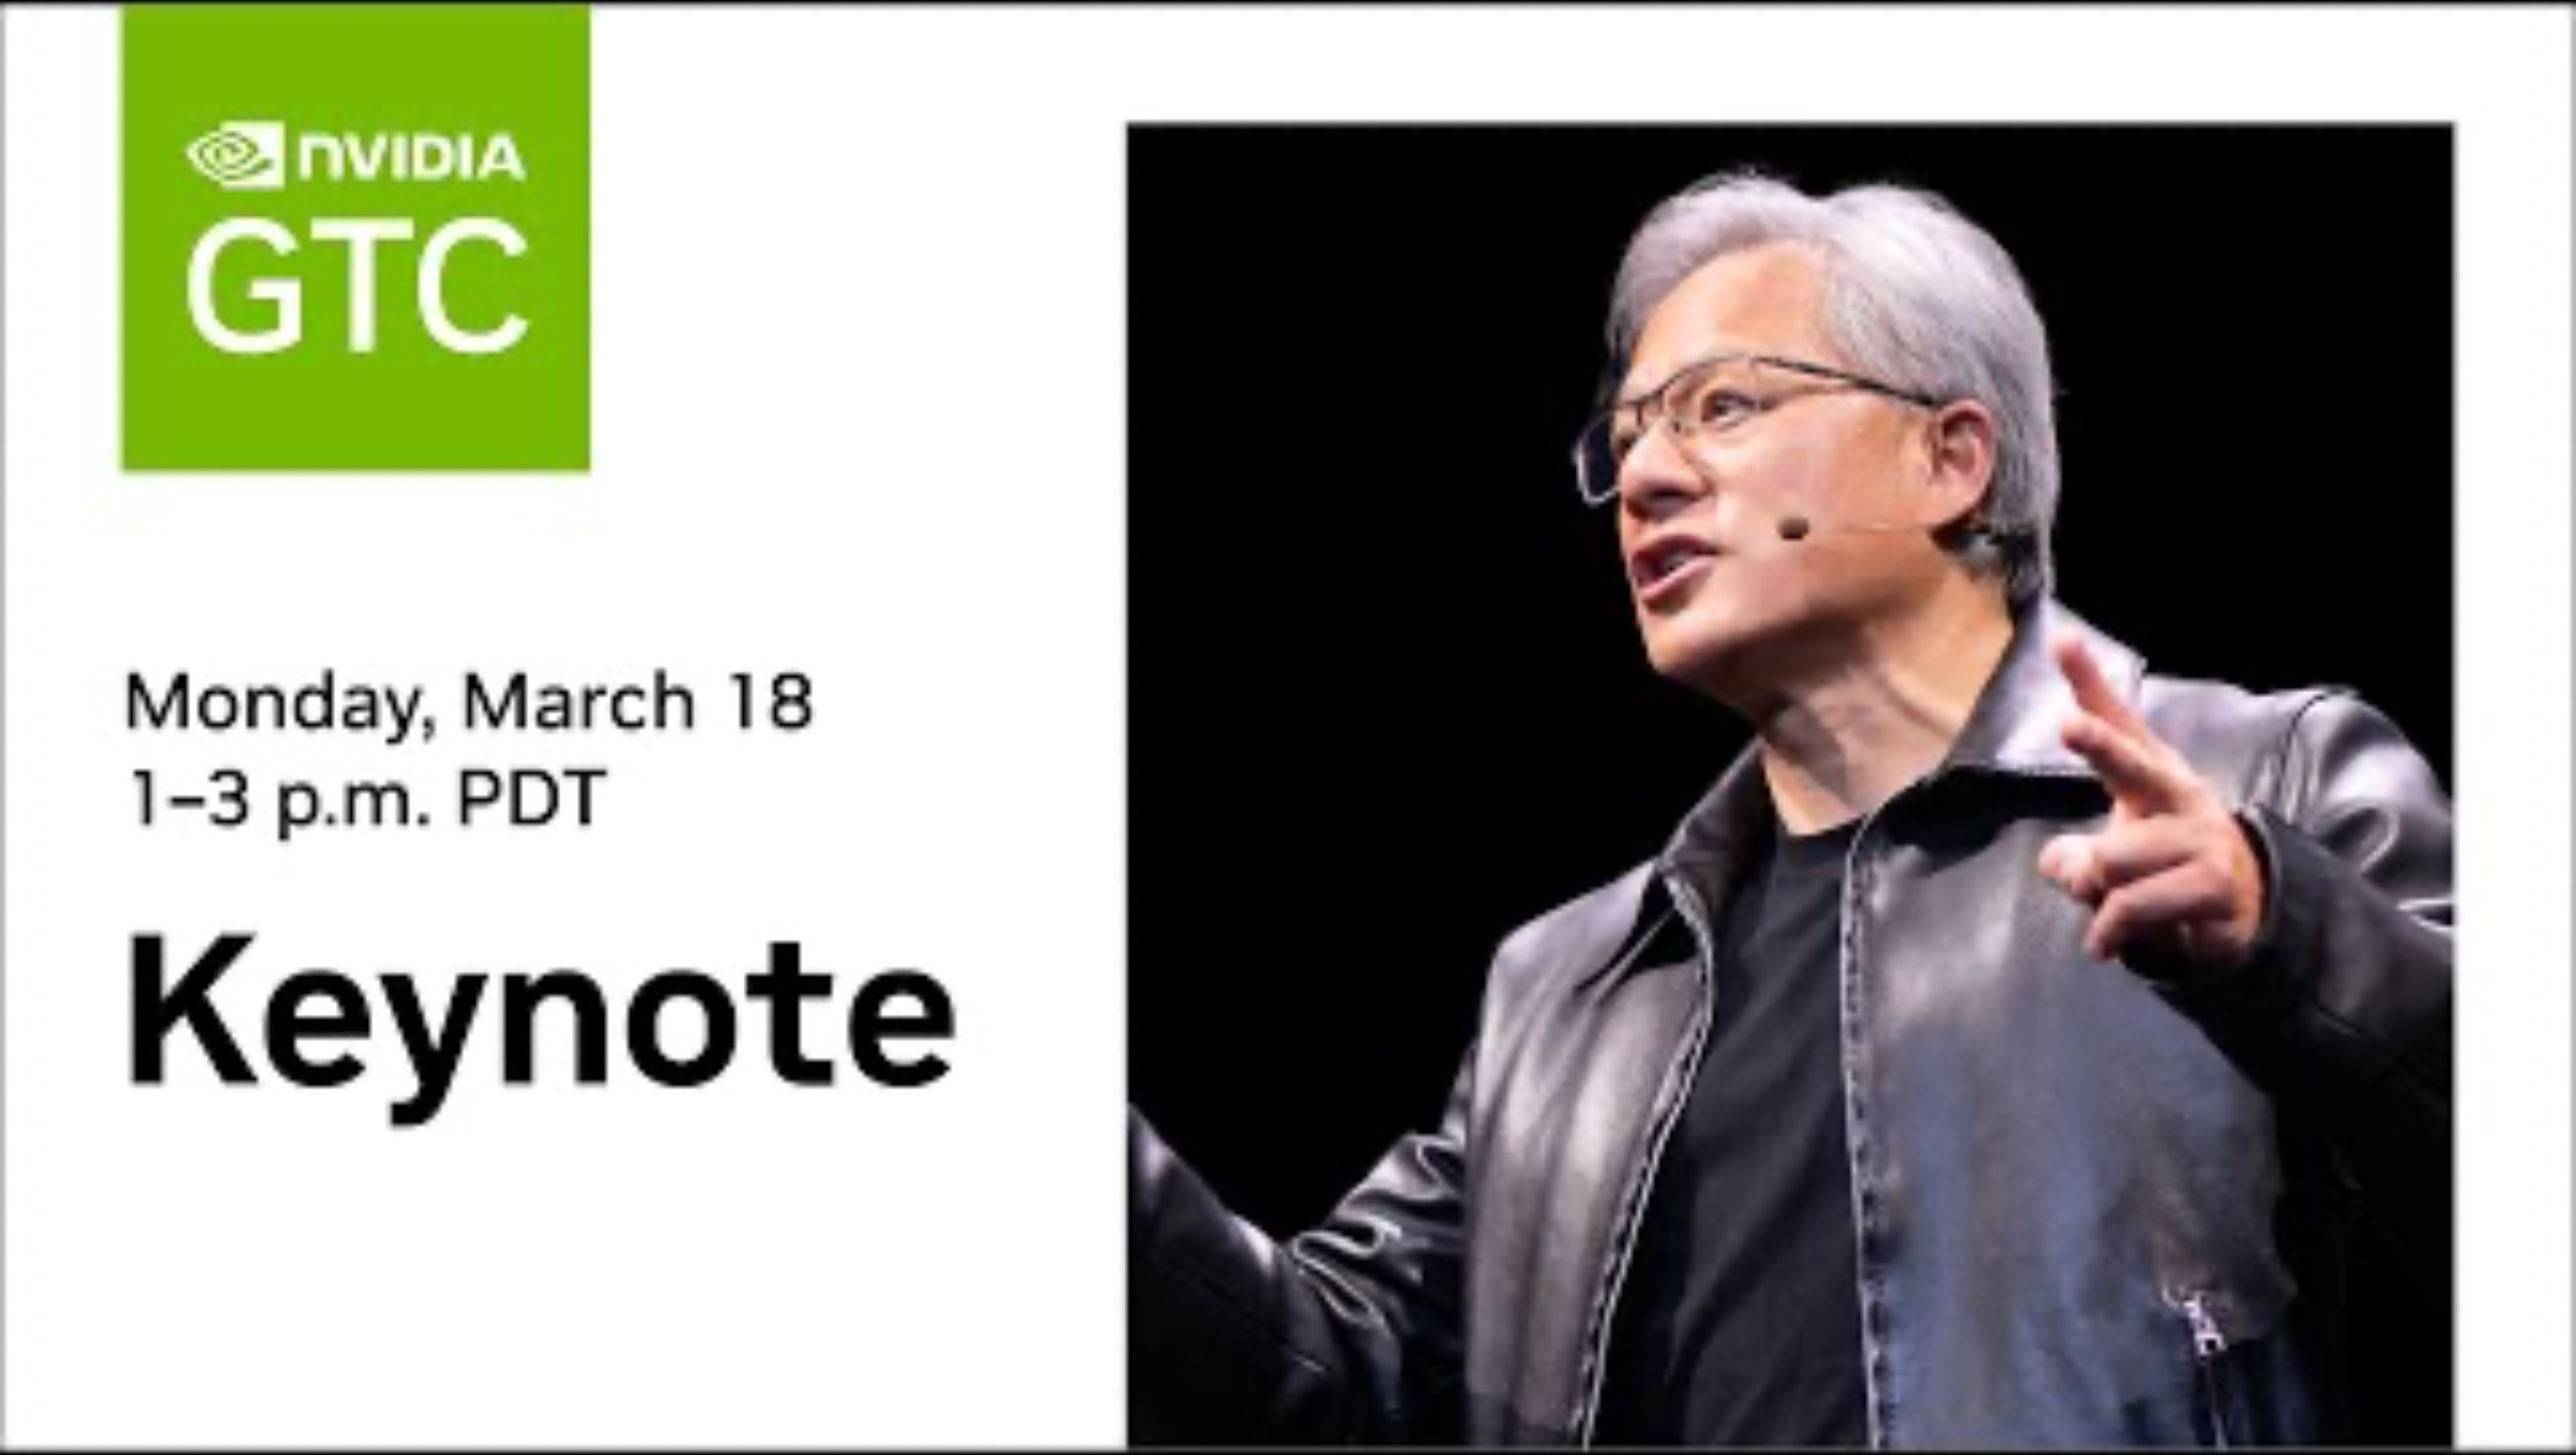 NVIDIA
GTC
Monday, March 18
1–3 p.m. PDT
Keynote